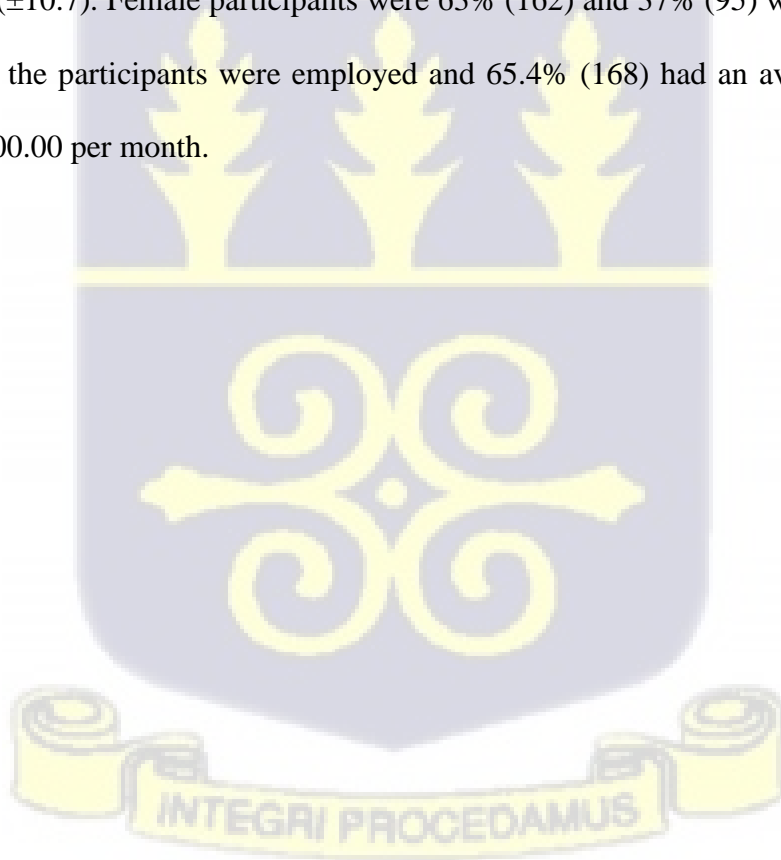 (±10.7). Female participants were 63% (162) and 37% (95) w
the participants were employed and 65.4% (168) had an av
00.00 per month.
INTEGRI PROCEDAMUS